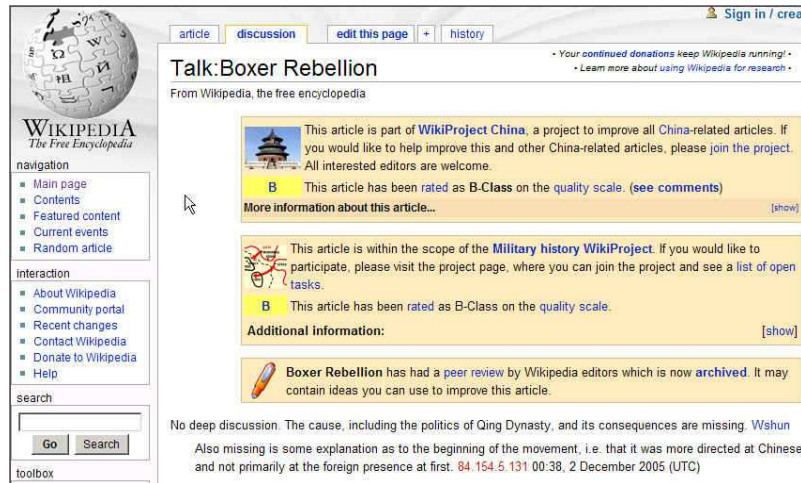 Sign in / crea
article
discussion
edit this page
+
history
Talk:Boxer Rebellion
• Your continued donations keep Wikipedia running! •
• Learn more about using Wikipedia for research •
From Wikipedia, the free encyclopedia
WIKIPEDIA
The Free Encyclopedia
navigation
Main page
Contents
Featured content
Current events
Random article
interaction
About Wikipedia
Community portal
Recent changes
Contact Wikipedia
Donate to Wikipedia
Help
search
Go
Search
toolbox
This article is part of WikiProject China, a project to improve all China-related articles. If
you would like to help improve this and other China-related articles, please join the project.
All interested editors are welcome.
B
This article has been rated as B-Class on the quality scale. (see comments)
More information about this article...
[show]
This article is within the scope of the Military history WikiProject. If you would like to
participate, please visit the project page, where you can join the project and see a list of open
tasks.
B
This article has been rated as B-Class on the quality scale.
Additional information:
[show]
Boxer Rebellion has had a peer review by Wikipedia editors which is now archived. It may
contain ideas you can use to improve this article.
No deep discussion. The cause, including the politics of Qing Dynasty, and its consequences are missing. Wshun
Also missing is some explanation as to the beginning of the movement, i.e. that it was more directed at Chinese
and not primarily at the foreign presence at first. 84.154.5.131 00:38, 2 December 2005 (UTC)